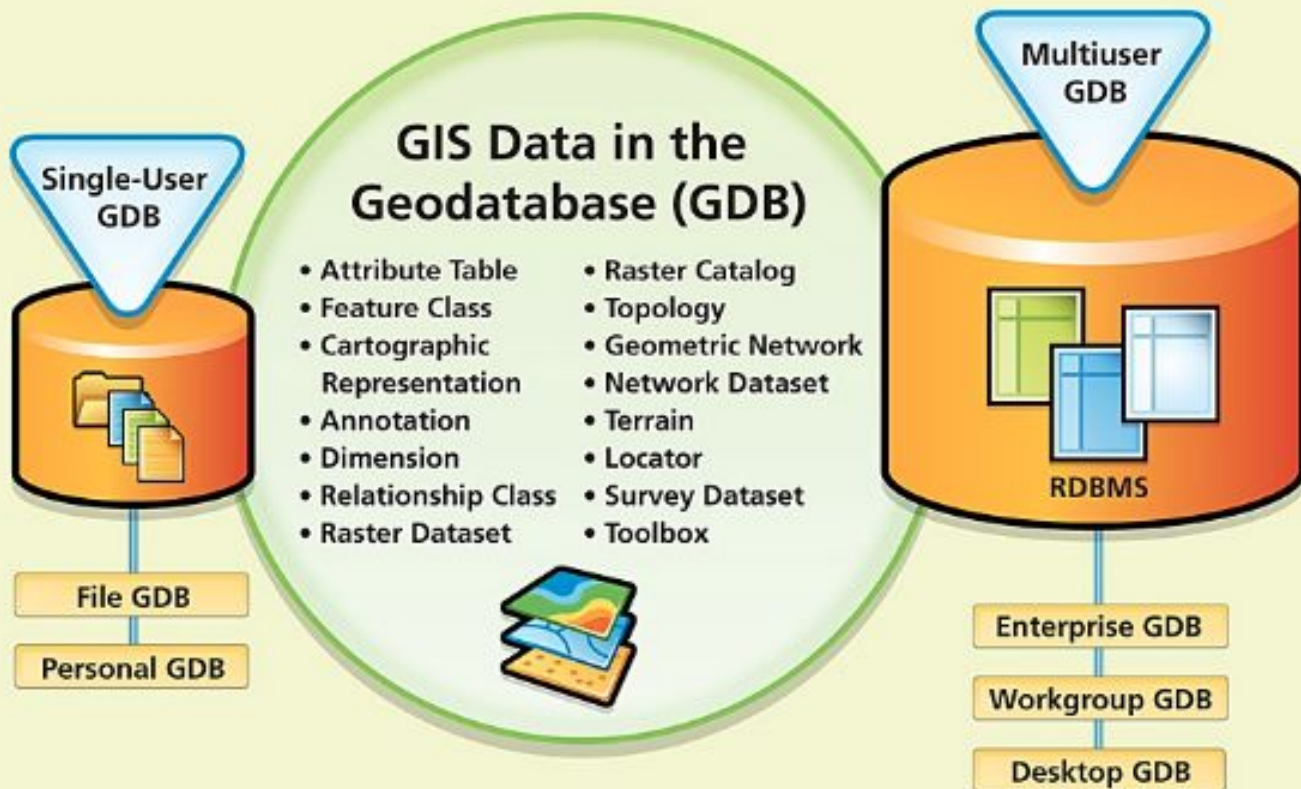 Single-User
GDB
File GDB
Personal GDB
GIS Data in the
Geodatabase (GDB)
• Attribute Table
• Feature Class
• Cartographic
Representation
• Annotation
• Dimension
• Relationship Class
• Raster Dataset
• Raster Catalog
• Topology
• Geometric Network
• Network Dataset
• Terrain
• Locator
• Survey Dataset
• Toolbox
Multiuser
GDB
RDBMS
Enterprise GDB
Workgroup GDB
Desktop GDB